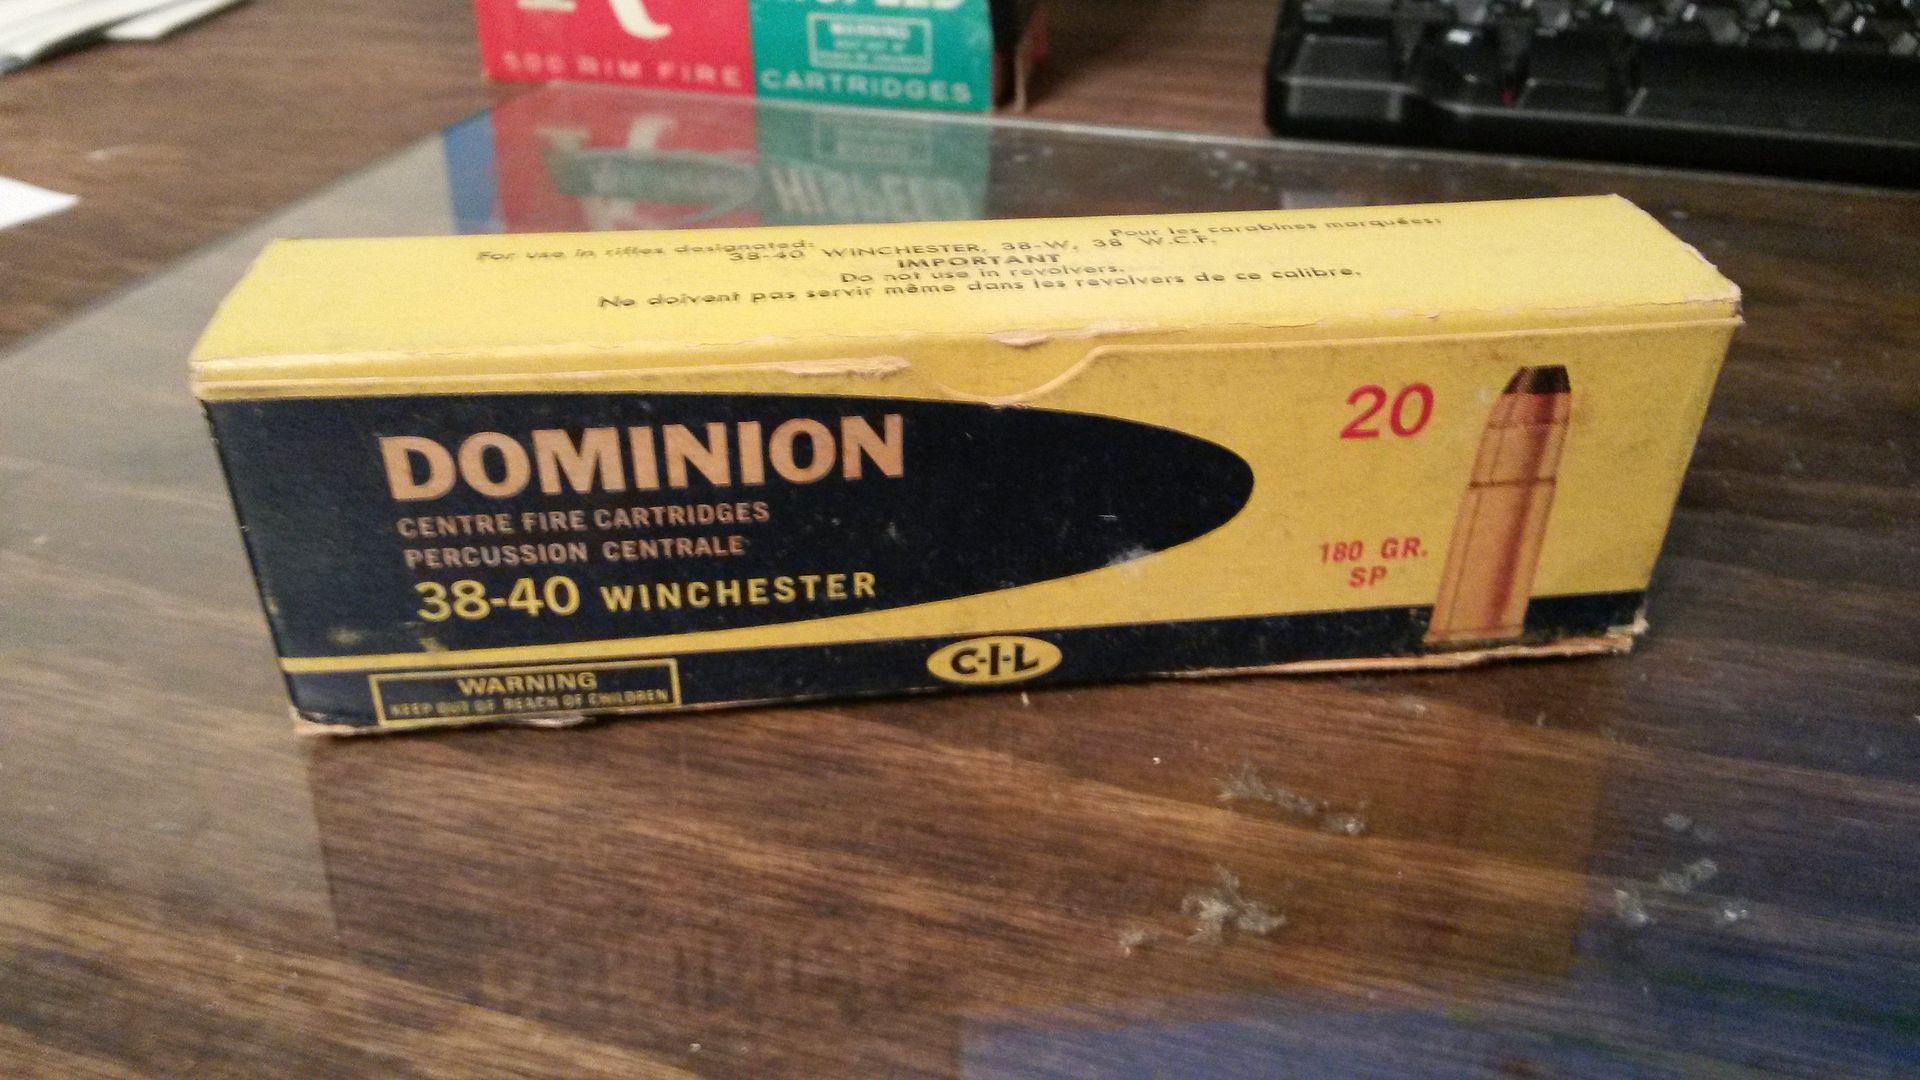 500 RIM FIRE
WARNING
CARTRIDGES
HISPEED
For use in rifles designated:
Pour les carabines marquées:
38-40 WINCHESTER, 38-W, 38 W.C.F.
IMPORTANT
Do not use in revolvers.
Ne doivent pas servir même dans les revolvers de ce calibre.
DOMINION
CENTRE FIRE CARTRIDGES
PERCUSSION CENTRALE
38-40 WINCHESTER
20
180 GR.
SP
WARNING
KEEP OUT OF REACH OF CHILDREN
C-I-L